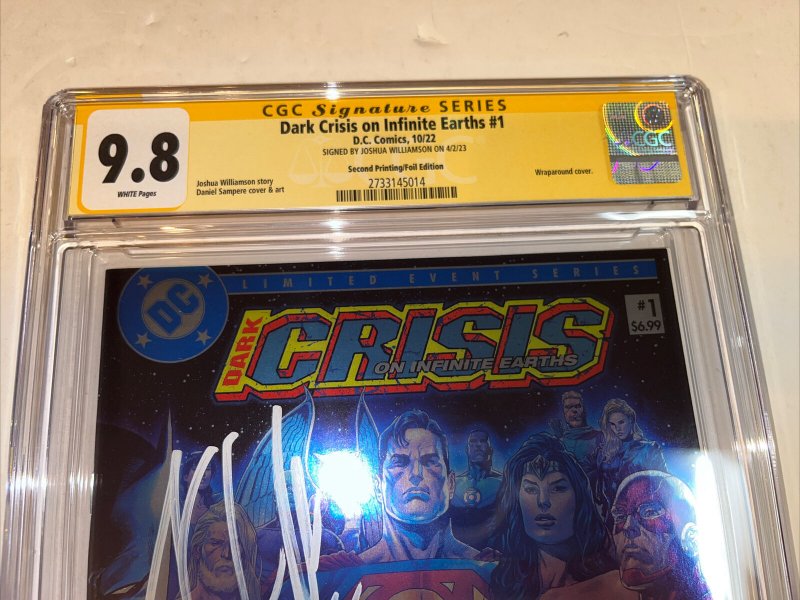 CGC Signature SERIES
Dark Crisis on Infinite Earths #1
D.C. Comics, 10/22
SIGNED BY JOSHUA WILLIAMSON ON 4/2/23
Second Printing/Foil Edition
9.8
WHITE Pages
Joshua Williamson story
Daniel Sampere cover & art
Wraparound cover.
2733145014
CGC
DC
LIMITED EVENT SERIES
#1
$6.99
DARK
CRISIS
ON INFINITE EARTHS